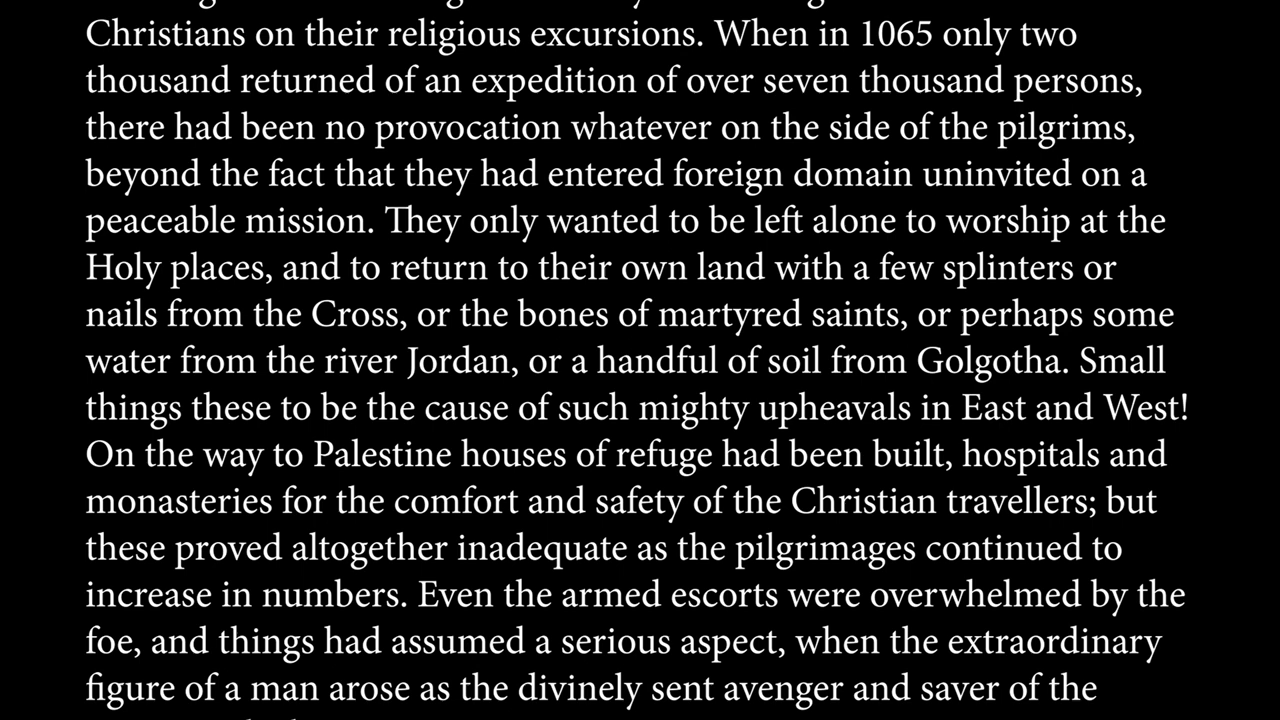 Christians on their religious excursions. When in 1065 only two
thousand returned of an expedition of over seven thousand persons,
there had been no provocation whatever on the side of the pilgrims,
beyond the fact that they had entered foreign domain uninvited on a
peaceable mission. They only wanted to be left alone to worship at the
Holy places, and to return to their own land with a few splinters or
nails from the Cross, or the bones of martyred saints, or perhaps some
water from the river Jordan, or a handful of soil from Golgotha. Small
things these to be the cause of such mighty upheavals in East and West!
On the way to Palestine houses of refuge had been built, hospitals and
monasteries for the comfort and safety of the Christian travellers; but
these proved altogether inadequate as the pilgrimages continued to
increase in numbers. Even the armed escorts were overwhelmed by the
foe, and things had assumed a serious aspect, when the extraordinary
figure of a man arose as the divinely sent avenger and saver of the